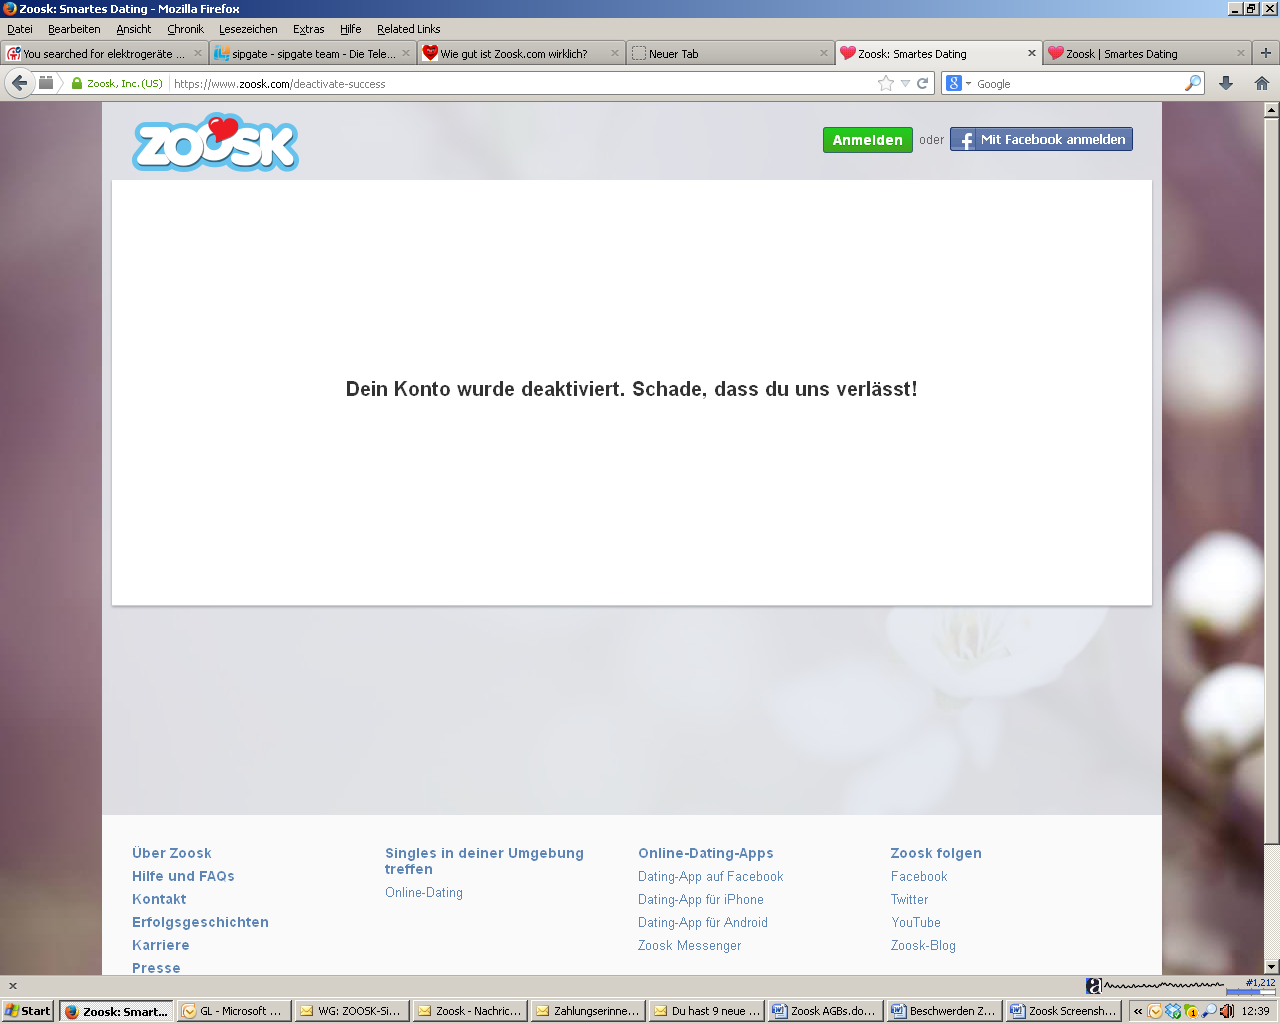 Zoosk: Smartes Dating - Mozilla Firefox
Datei Bearbeiten Ansicht Chronik Lesezeichen Extras Hilfe Related Links
You searched for elektrogeräte ... sipgate - sipgate team - Die Tele... Wie gut ist Zoosk.com wirklich? Neuer Tab Zoosk: Smartes Dating Zoosk | Smartes Dating
Zoosk, Inc. (US) https://www.zoosk.com/deactivate-success Google
ZOOSK
Anmelden oder Mit Facebook anmelden
Dein Konto wurde deaktiviert. Schade, dass du uns verlässt!
Über Zoosk
Hilfe und FAQs
Kontakt
Erfolgsgeschichten
Karriere
Presse
Singles in deiner Umgebung
treffen
Online-Dating
Online-Dating-Apps
Dating-App auf Facebook
Dating-App für iPhone
Dating-App für Android
Zoosk Messenger
Zoosk folgen
Facebook
Twitter
YouTube
Zoosk-Blog
#1,212
Start Zoosk: Smart... GL - Microsoft ... WG: ZOOSK-Si... Zoosk - Nachric... Zahlungserinne... Du hast 9 neue ... Zoosk AGBs.do... Beschwerden Z... Zoosk Screensh... « 12:39